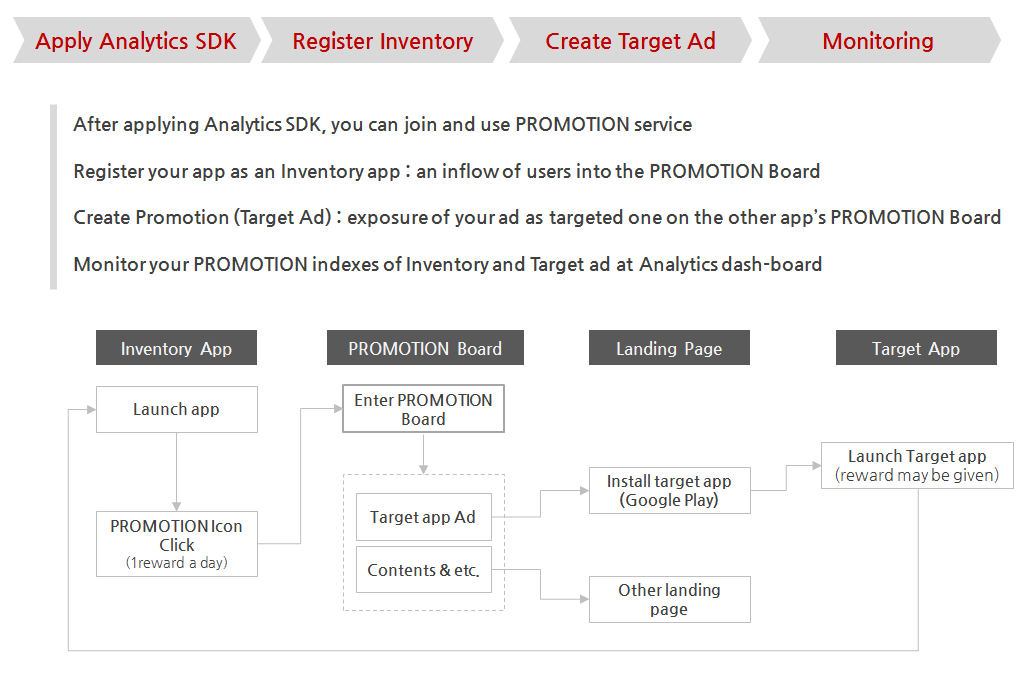 Apply Analytics SDK
Register Inventory
Create Target Ad
Monitoring
After applying Analytics SDK, you can join and use PROMOTION service
Register your app as an Inventory app : an inflow of users into the PROMOTION Board
Create Promotion (Target Ad) : exposure of your ad as targeted one on the other app's PROMOTION Board
Monitor your PROMOTION indexes of Inventory and Target ad at Analytics dash-board
Inventory App
PROMOTION Board
Landing Page
Target App
Launch app
Enter PROMOTION
Board
Launch Target app
(reward may be given)
Install target app
(Google Play)
Target app Ad
PROMOTION Icon
Click
(1reward a day)
Contents & etc.
Other landing
page